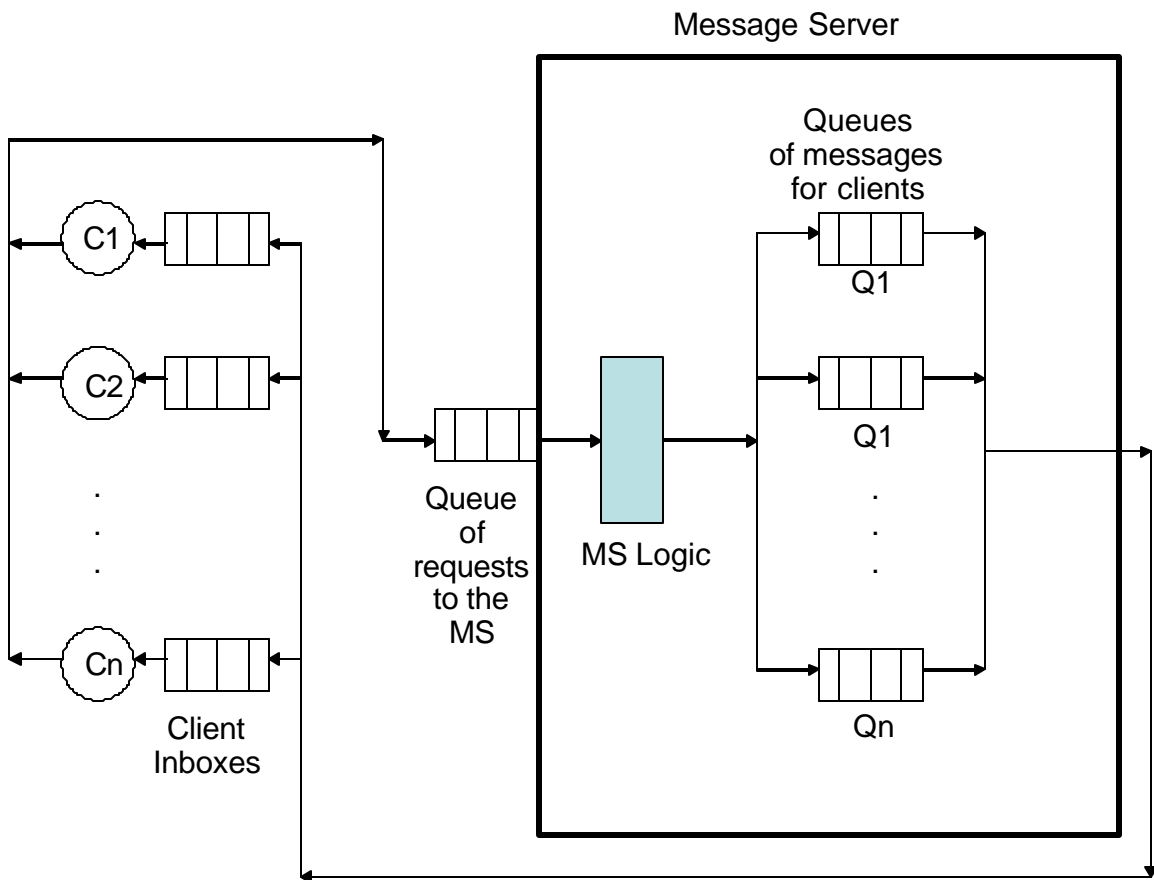 Message Server
Queues
of messages
for clients
C1
Q1
C2
Q1
Queue
of
requests
to the
MS
MS Logic
.
.
.
.
.
.
Cn
Qn
Client
Inboxes